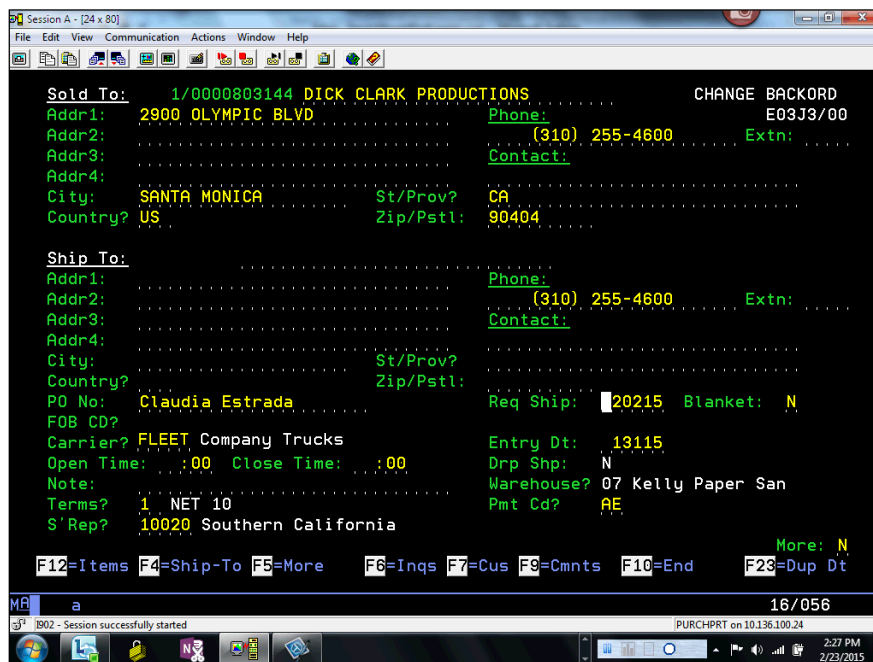 Session A - [24 x 80]
File Edit View Communication Actions Window Help
Sold To: 1/0000803144 DICK CLARK PRODUCTIONS CHANGE BACKORD
Addr1: 2900 OLYMPIC BLVD Phone: E03J3/00
Addr2: (310) 255-4600 Extn:
Addr3: Contact:
Addr4:
City: SANTA MONICA St/Prov? CA
Country? US Zip/Pstl: 90404
Ship To:
Addr1: Phone:
Addr2: (310) 255-4600 Extn:
Addr3: Contact:
Addr4:
City: St/Prov?
Country? Zip/Pstl:
PO No: Claudia Estrada Req Ship: 20215 Blanket: N
FOB CD?
Carrier? FLEET Company Trucks Entry Dt: 13115
Open Time: :00 Close Time: :00 Drp Shp: N
Note: Warehouse? 07 Kelly Paper San
Terms? 1 NET 10 Pmt Cd? AE
S'Rep? 10020 Southern California
More: N
F12=Items F4=Ship-To F5=More F6=Inqs F7=Cus F9=Cmnts F10=End F23=Dup Dt
MA a 16/056
I902 - Session successfully started PURCHPRT on 10.136.100.24
2:27 PM
2/23/2015